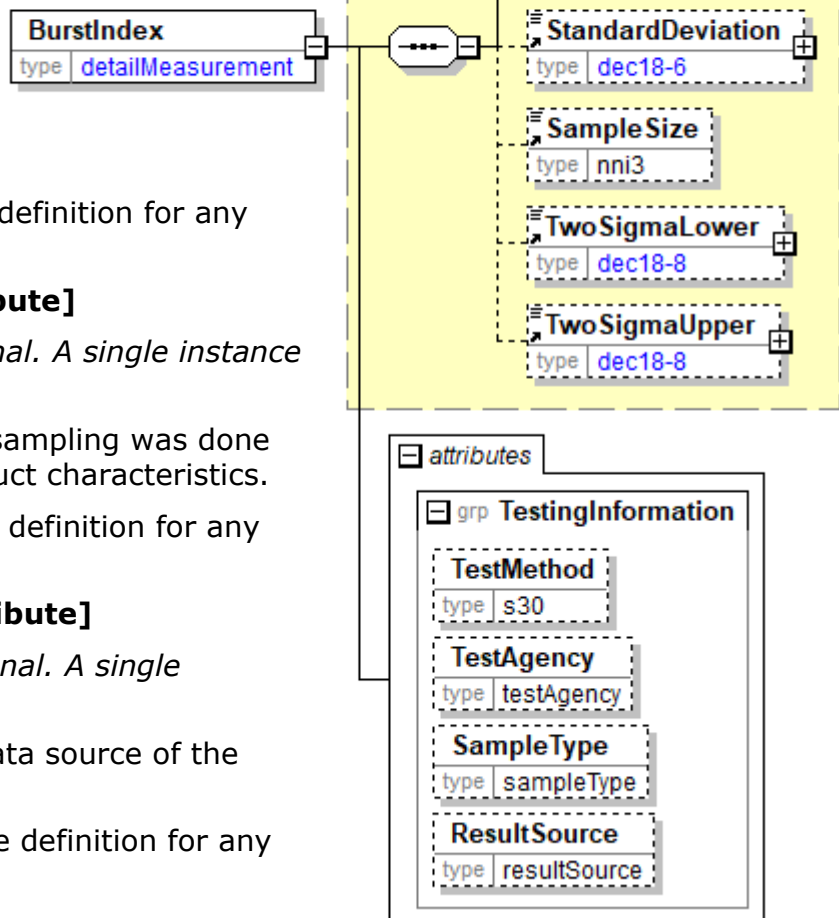 BurstIndex
type detailMeasurement
definition for any
bute]
nal. A single instance
sampling was done
uct characteristics.
definition for any
ibute]
nal. A single
ata source of the
e definition for any
StandardDeviation
type dec18-6
SampleSize
type nni3
TwoSigmaLower
type dec18-8
TwoSigmaUpper
type dec18-8
attributes
grp TestingInformation
TestMethod
type s30
TestAgency
type testAgency
SampleType
type sampleType
ResultSource
type resultSource